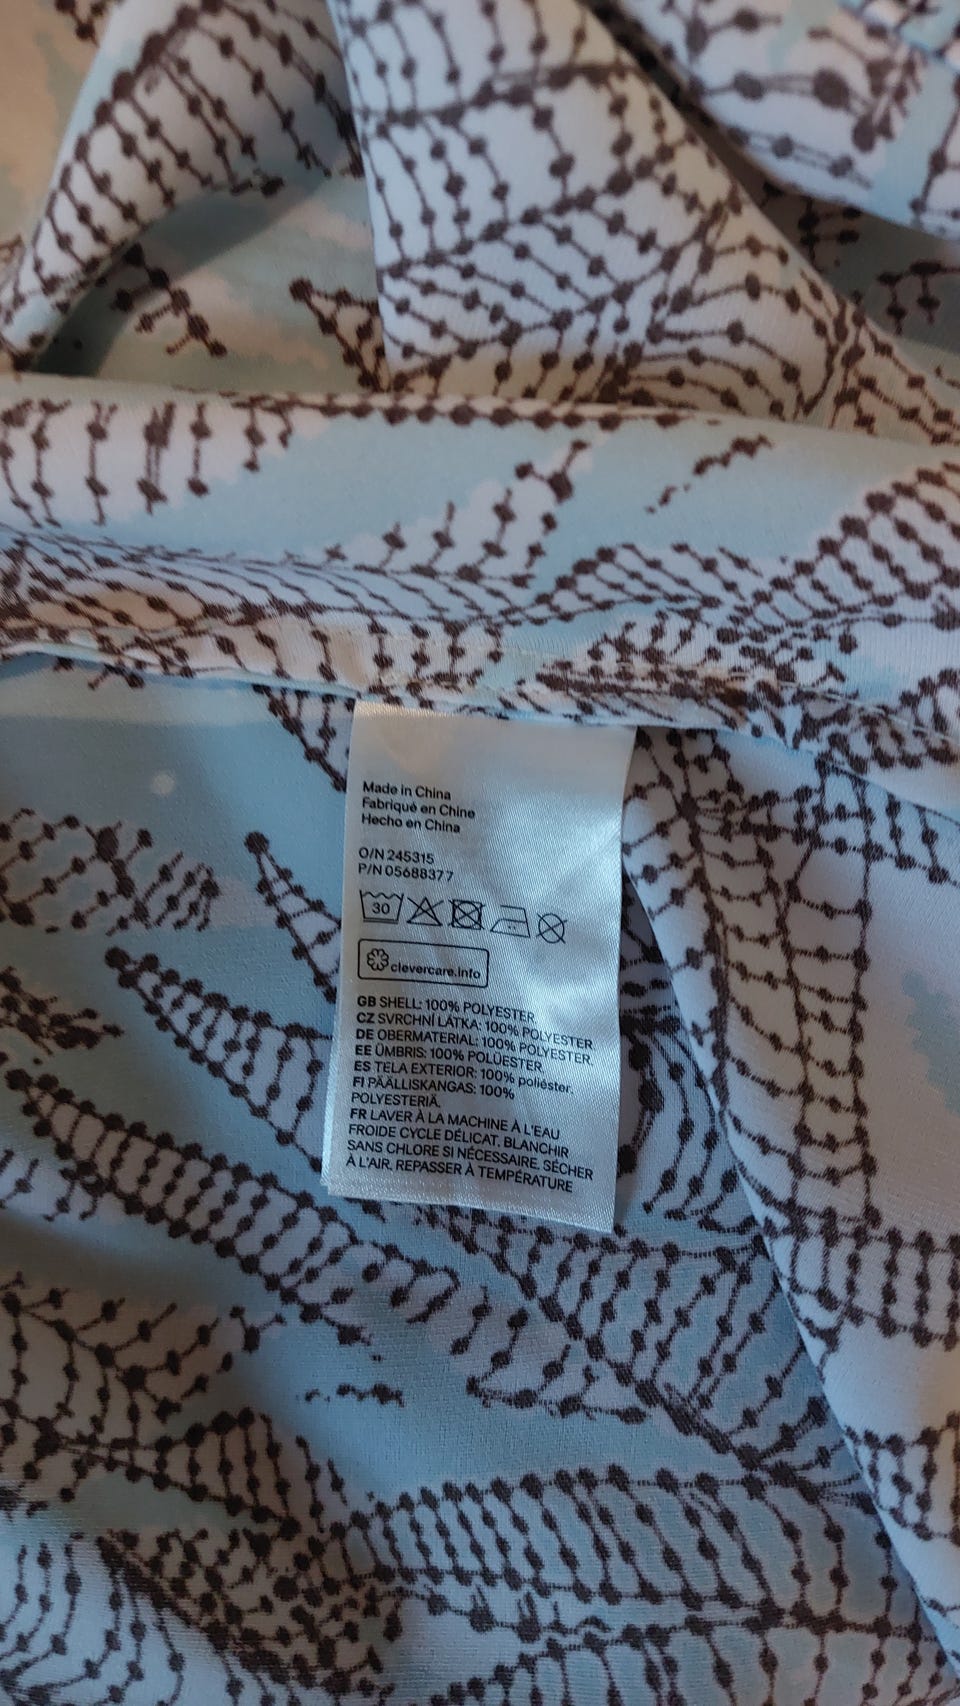 Made in China
Fabriqué en Chine
Hecho en China
O/N 245315
P/N 05688377
30
clevercare.info
GB SHELL: 100% POLYESTER.
CZ SVRCHNÍ LÁTKA: 100% POLYESTER.
DE OBERMATERIAL: 100% POLYESTER.
EE ÜMBRIS: 100% POLÜESTER.
ES TELA EXTERIOR: 100% poliéster.
FI PÄÄLLISKANGAS: 100%
POLYESTERIÄ.
FR LAVER À LA MACHINE À L'EAU
FROIDE CYCLE DÉLICAT. BLANCHIR
SANS CHLORE SI NÉCESSAIRE. SÉCHER
À L'AIR. REPASSER À TEMPÉRATURE